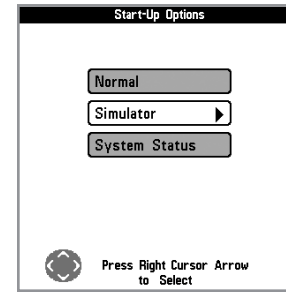 Start-Up Options
Normal
Simulator
System Status
Press Right Cursor Arrow
to Select